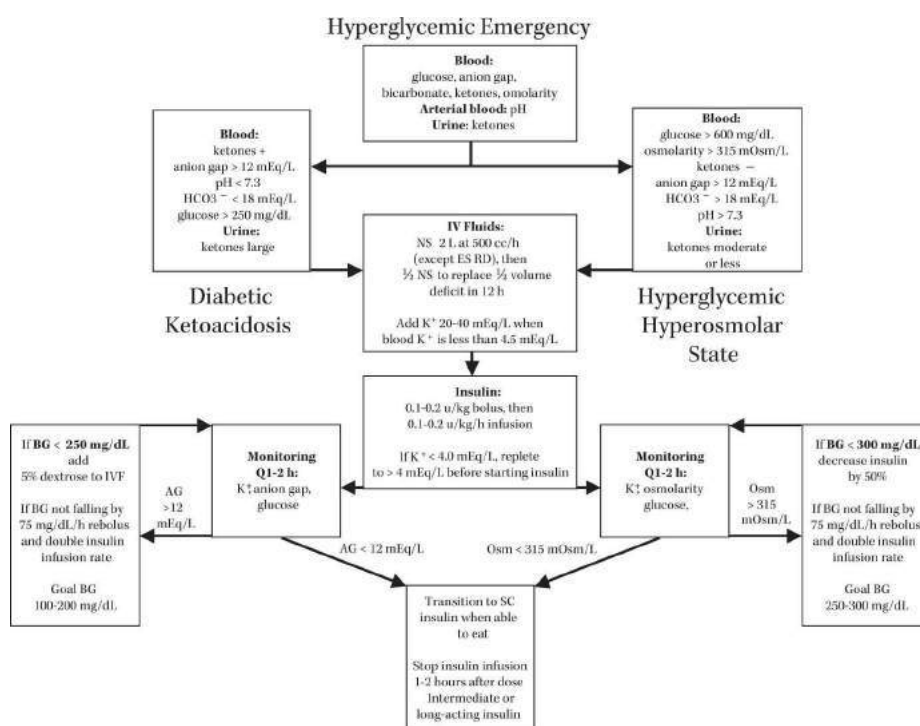 Hyperglycemic Emergency
Blood:
glucose, anion gap,
bicarbonate, ketones, omolarity
Arterial blood: pH
Urine: ketones
Blood:
ketones +
anion gap > 12 mEq/L
pH < 7.3
HCO3 − < 18 mEq/L
glucose > 250 mg/dL
Urine:
ketones large
Blood:
glucose > 600 mg/dL
osmolarity > 315 mOsm/L
ketones −
anion gap > 12 mEq/L
HCO3 − > 18 mEq/L
pH > 7.3
Urine:
ketones moderate
or less
Diabetic
Ketoacidosis
IV Fluids:
NS 2 L at 500 cc/h
(except ES RD), then
½ NS to replace ½ volume
deficit in 12 h
Add K+ 20-40 mEq/L when
blood K+ is less than 4.5 mEq/L
Hyperglycemic
Hyperosmolar
State
Insulin:
0.1-0.2 u/kg bolus, then
0.1-0.2 u/kg/h infusion
If K+ < 4.0 mEq/L, replete
to > 4 mEq/L before starting insulin
If BG < 250 mg/dL
add
5% dextrose to IVF
If BG not falling by
75 mg/dL/h rebolus
and double insulin
infusion rate
Goal BG
100-200 mg/dL
AG
>12
mEq/L
Monitoring
Q1-2 h:
K+, anion gap,
glucose
Monitoring
Q1-2 h:
K+, osmolarity
glucose,
Osm
> 315
mOsm/L
If BG < 300 mg/dL
decrease insulin
by 50%
If BG not falling by
75 mg/dL/h rebolus
and double insulin
infusion rate
Goal BG
250-300 mg/dL
AG < 12 mEq/L
Osm < 315 mOsm/L
Transition to SC
insulin when able
to eat
Stop insulin infusion
1-2 hours after dose
Intermediate or
long-acting insulin